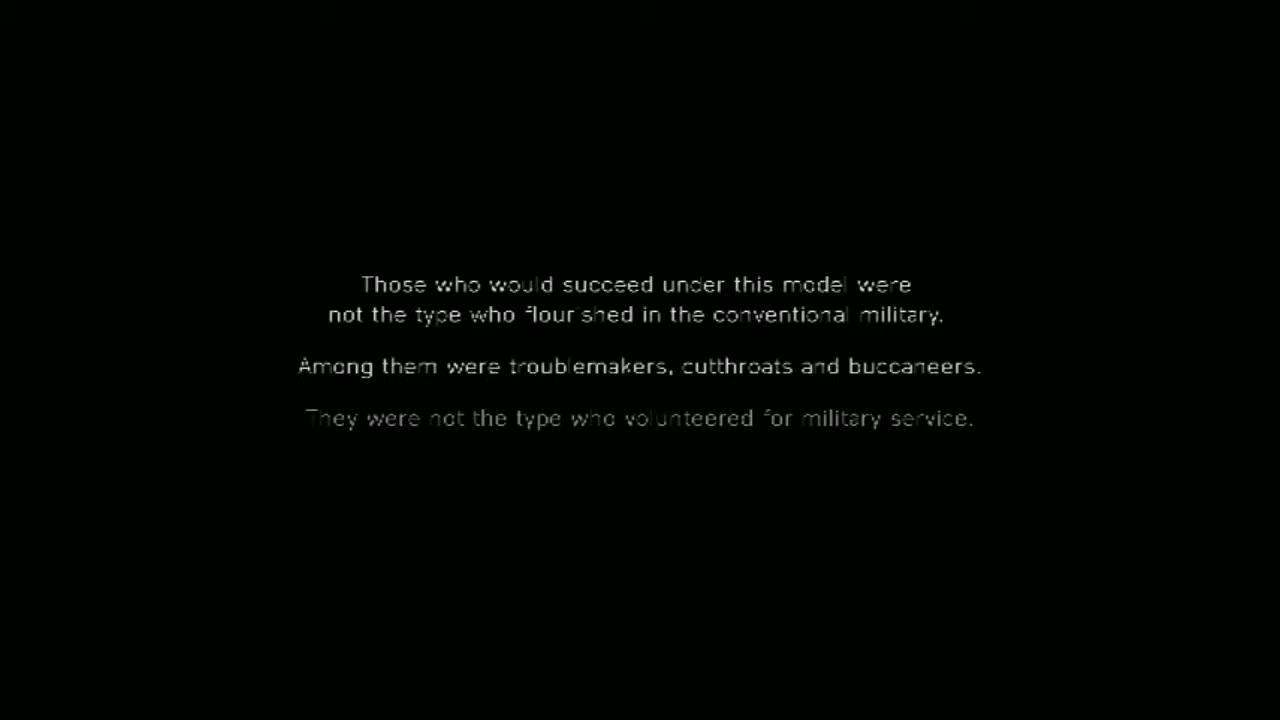 Those who would succeed under this model were
not the type who flourished in the conventional military.
Among them were troublemakers, cutthroats and buccaneers.
They were not the type who volunteered for military service.